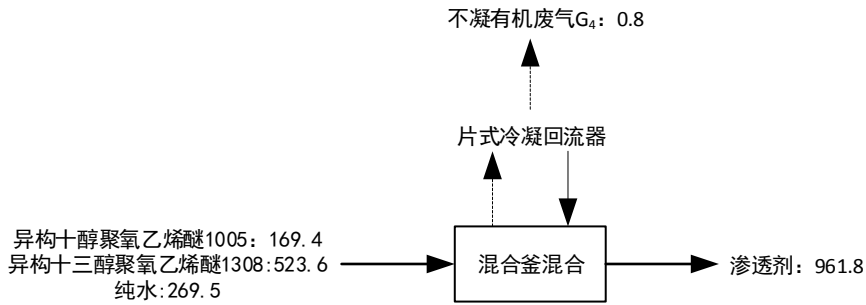 不凝有机废气G₄：0.8
片式冷凝回流器
异构十醇聚氧乙烯醚1005：169.4
异构十三醇聚氧乙烯醚1308:523.6
纯水:269.5
混合釜混合
渗透剂：961.8